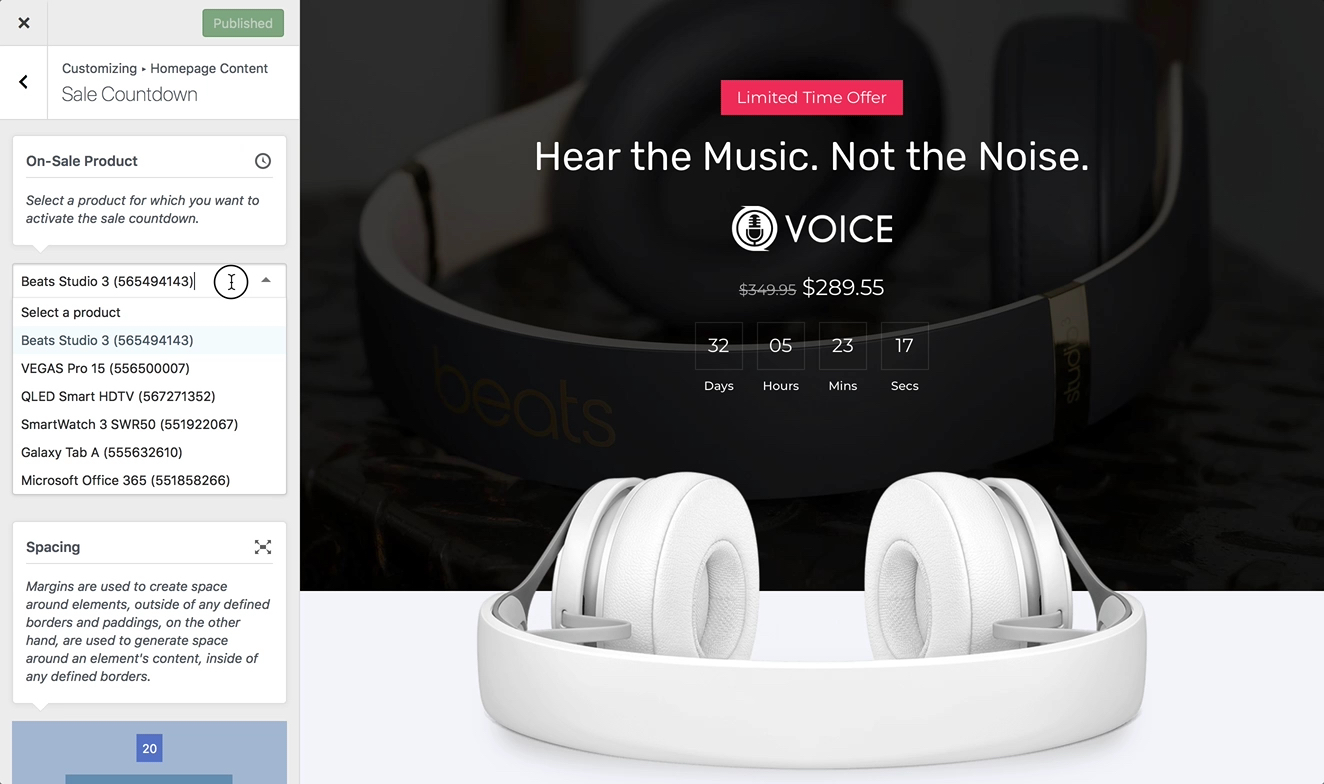 Published
Customizing ▸ Homepage Content
Sale Countdown
On-Sale Product
Select a product for which you want to
activate the sale countdown.
Beats Studio 3 (565494143)
Select a product
Beats Studio 3 (565494143)
VEGAS Pro 15 (556500007)
QLED Smart HDTV (567271352)
SmartWatch 3 SWR50 (551922067)
Galaxy Tab A (555632610)
Microsoft Office 365 (551858266)
Spacing
Margins are used to create space
around elements, outside of any defined
borders and paddings, on the other
hand, are used to generate space
around an element's content, inside of
any defined borders.
20
Limited Time Offer
Hear the Music. Not the Noise.
VOICE
$349.95 $289.55
32 05 23 17
Days Hours Mins Secs
beats
studio3